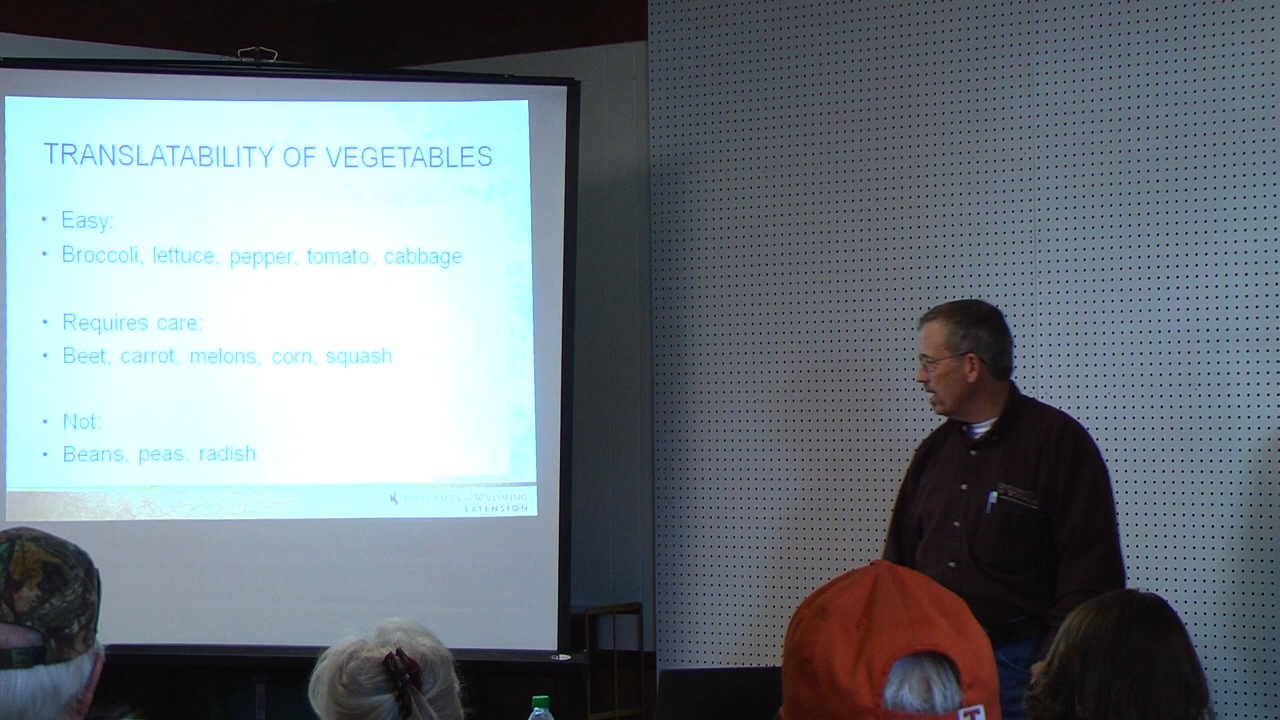 TRANSLATABILITY OF VEGETABLES
• Easy:
• Broccoli, lettuce, pepper, tomato, cabbage
• Requires care:
• Beet, carrot, melons, corn, squash
• Not:
• Beans, peas, radish
UNIVERSITY OF WYOMING
EXTENSION
T